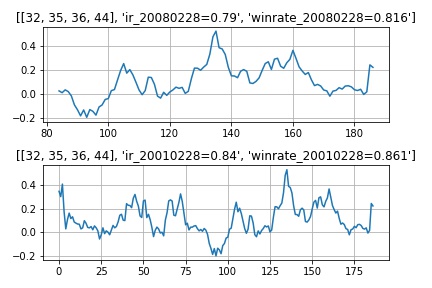 [[32, 35, 36, 44], 'ir_20080228=0.79', 'winrate_20080228=0.816']
0.4
0.2
0.0
-0.2
80 100 120 140 160 180
[[32, 35, 36, 44], 'ir_20010228=0.84', 'winrate_20010228=0.861']
0.4
0.2
0.0
-0.2
0 25 50 75 100 125 150 175